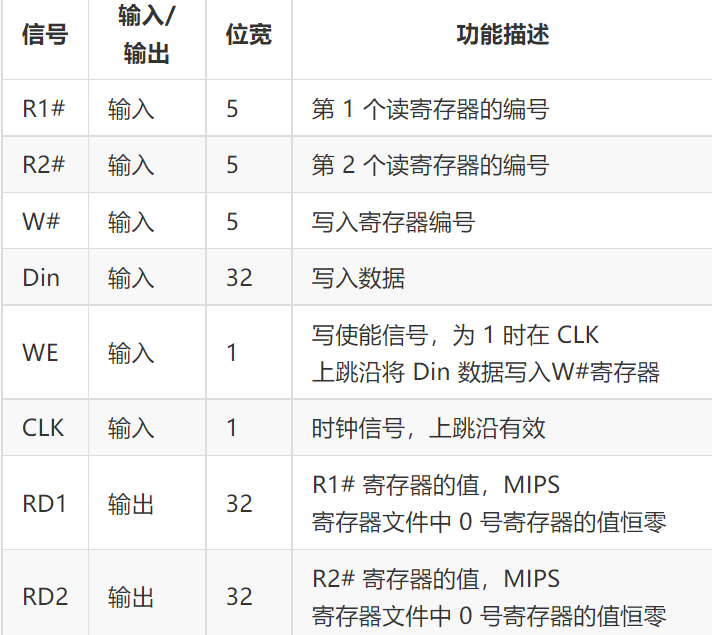 信号 输入/输出 位宽 功能描述
R1# 输入 5 第 1 个读寄存器的编号
R2# 输入 5 第 2 个读寄存器的编号
W# 输入 5 写入寄存器编号
Din 输入 32 写入数据
WE 输入 1 写使能信号，为 1 时在 CLK
上跳沿将 Din 数据写入W#寄存器
CLK 输入 1 时钟信号，上跳沿有效
RD1 输出 32 R1# 寄存器的值，MIPS
寄存器文件中 0 号寄存器的值恒零
RD2 输出 32 R2# 寄存器的值，MIPS
寄存器文件中 0 号寄存器的值恒零